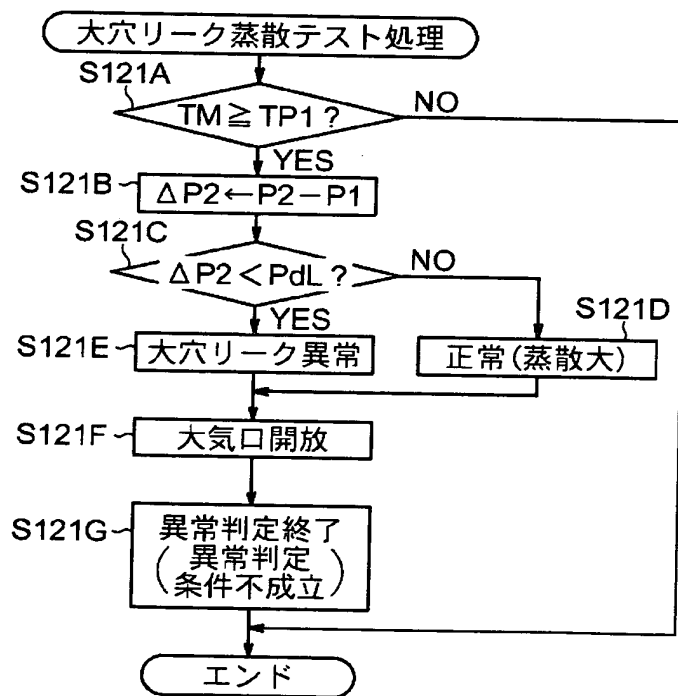 大穴リーク蒸散テスト処理
S121A
TM≧TP1?
NO
YES
S121B
ΔP2←P2−P1
S121C
ΔP2<PdL?
NO
YES
S121D
S121E
大穴リーク異常
正常(蒸散大)
S121F
大気口開放
S121G
異常判定終了
(異常判定
条件不成立)
エンド